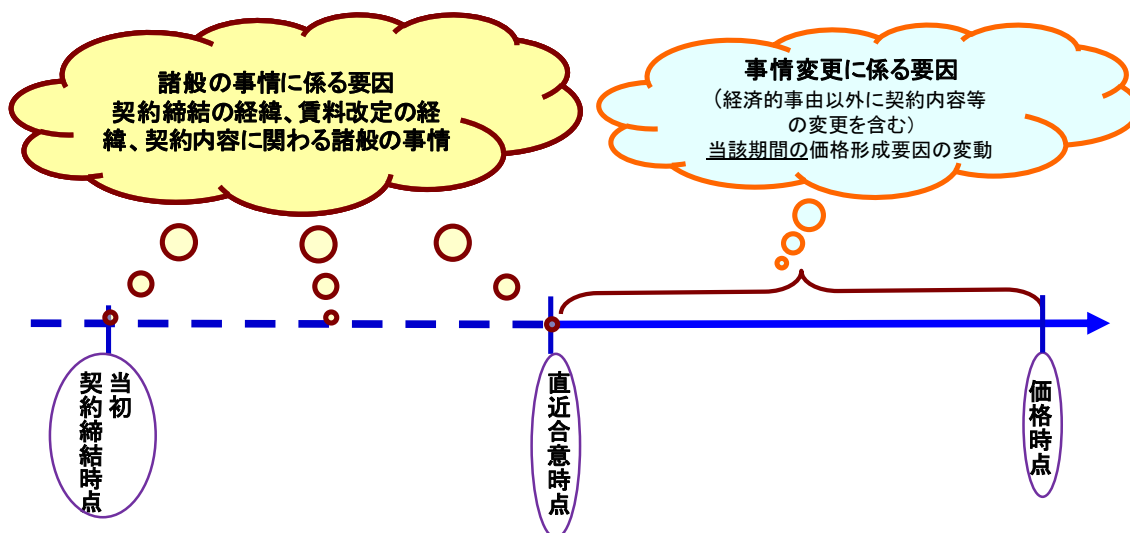 諸般の事情に係る要因
契約締結の経緯、賃料改定の経
緯、契約内容に関わる諸般の事情
事情変更に係る要因
（経済的事由以外に契約内容等
の変更を含む）
当該期間の価格形成要因の変動
当初
契約締結時点
直近合意時点
価格時点